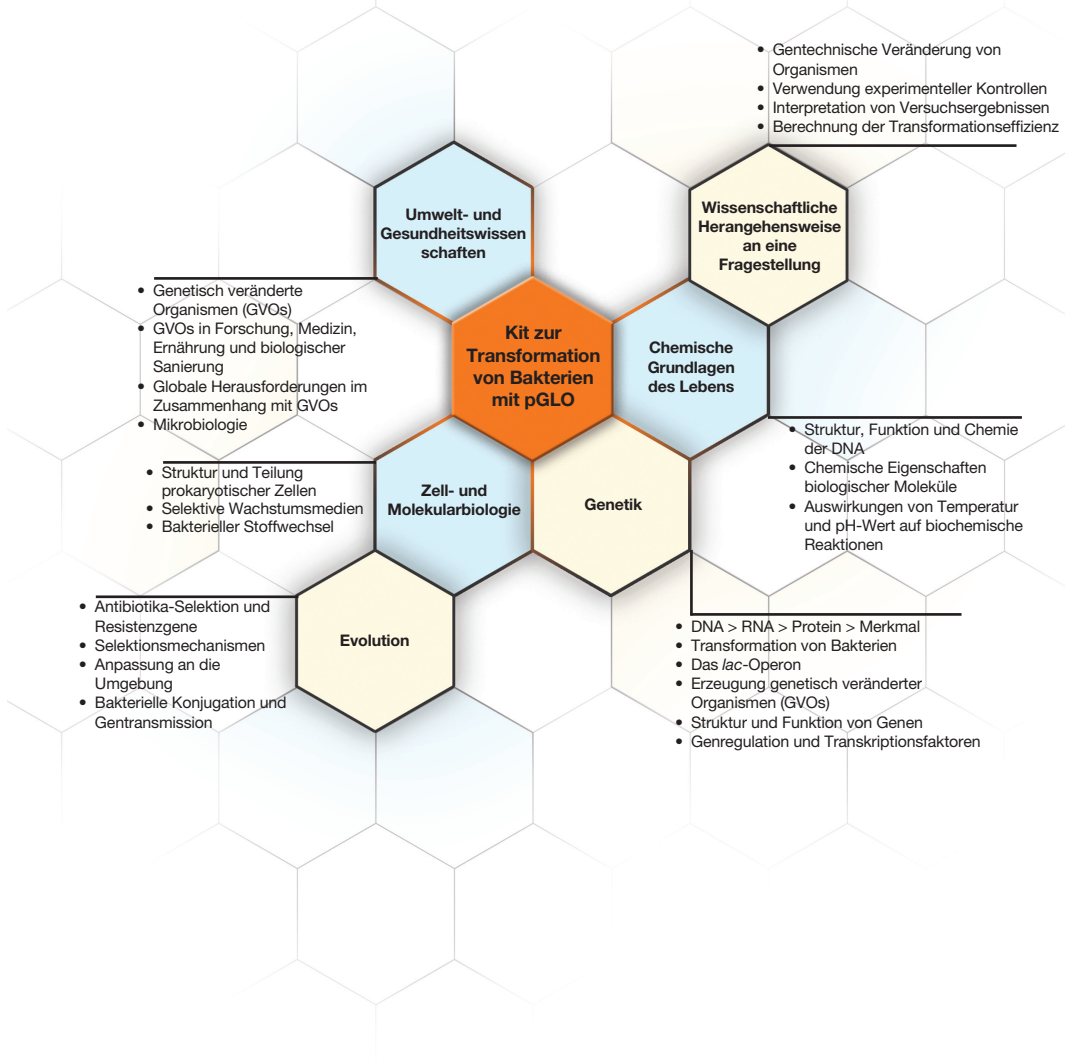 • Gentechnische Veränderung von
Organismen
• Verwendung experimenteller Kontrollen
• Interpretation von Versuchsergebnissen
• Berechnung der Transformationseffizienz
Umwelt- und
Gesundheitswissen
schaften
Wissenschaftliche
Herangehensweise
an eine
Fragestellung
• Genetisch veränderte
Organismen (GVOs)
• GVOs in Forschung, Medizin,
Ernährung und biologischer
Sanierung
• Globale Herausforderungen im
Zusammenhang mit GVOs
• Mikrobiologie
Kit zur
Transformation
von Bakterien
mit pGLO
Chemische
Grundlagen
des Lebens
• Struktur, Funktion und Chemie
der DNA
• Chemische Eigenschaften
biologischer Moleküle
• Auswirkungen von Temperatur
und pH-Wert auf biochemische
Reaktionen
• Struktur und Teilung
prokaryotischer Zellen
• Selektive Wachstumsmedien
• Bakterieller Stoffwechsel
Zell- und
Molekularbiologie
Genetik
• Antibiotika-Selektion und
Resistenzgene
• Selektionsmechanismen
• Anpassung an die
Umgebung
• Bakterielle Konjugation und
Gentransmission
Evolution
• DNA > RNA > Protein > Merkmal
• Transformation von Bakterien
• Das lac-Operon
• Erzeugung genetisch veränderter
Organismen (GVOs)
• Struktur und Funktion von Genen
• Genregulation und Transkriptionsfaktoren